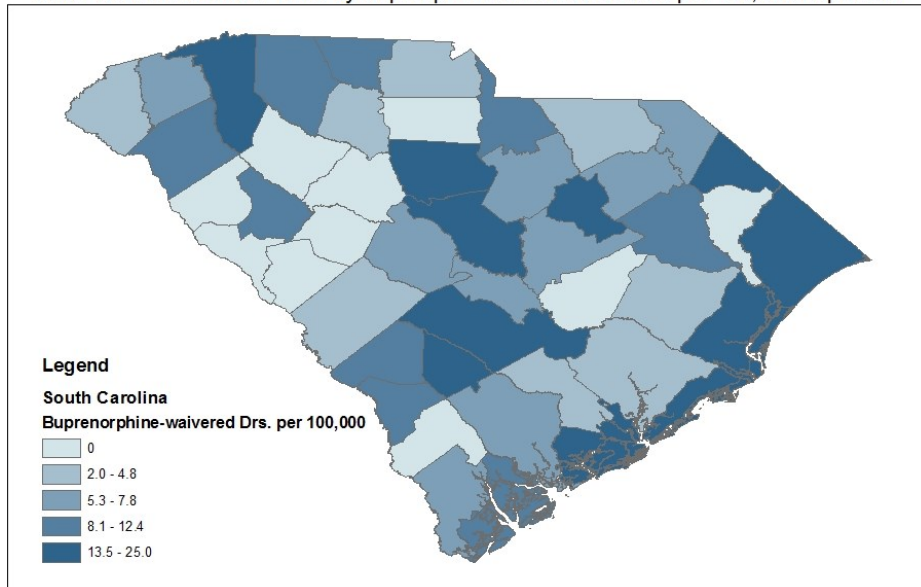 Legend
South Carolina
Buprenorphine-waivered Drs. per 100,000
0
2.0 - 4.8
5.3 - 7.8
8.1 - 12.4
13.5 - 25.0